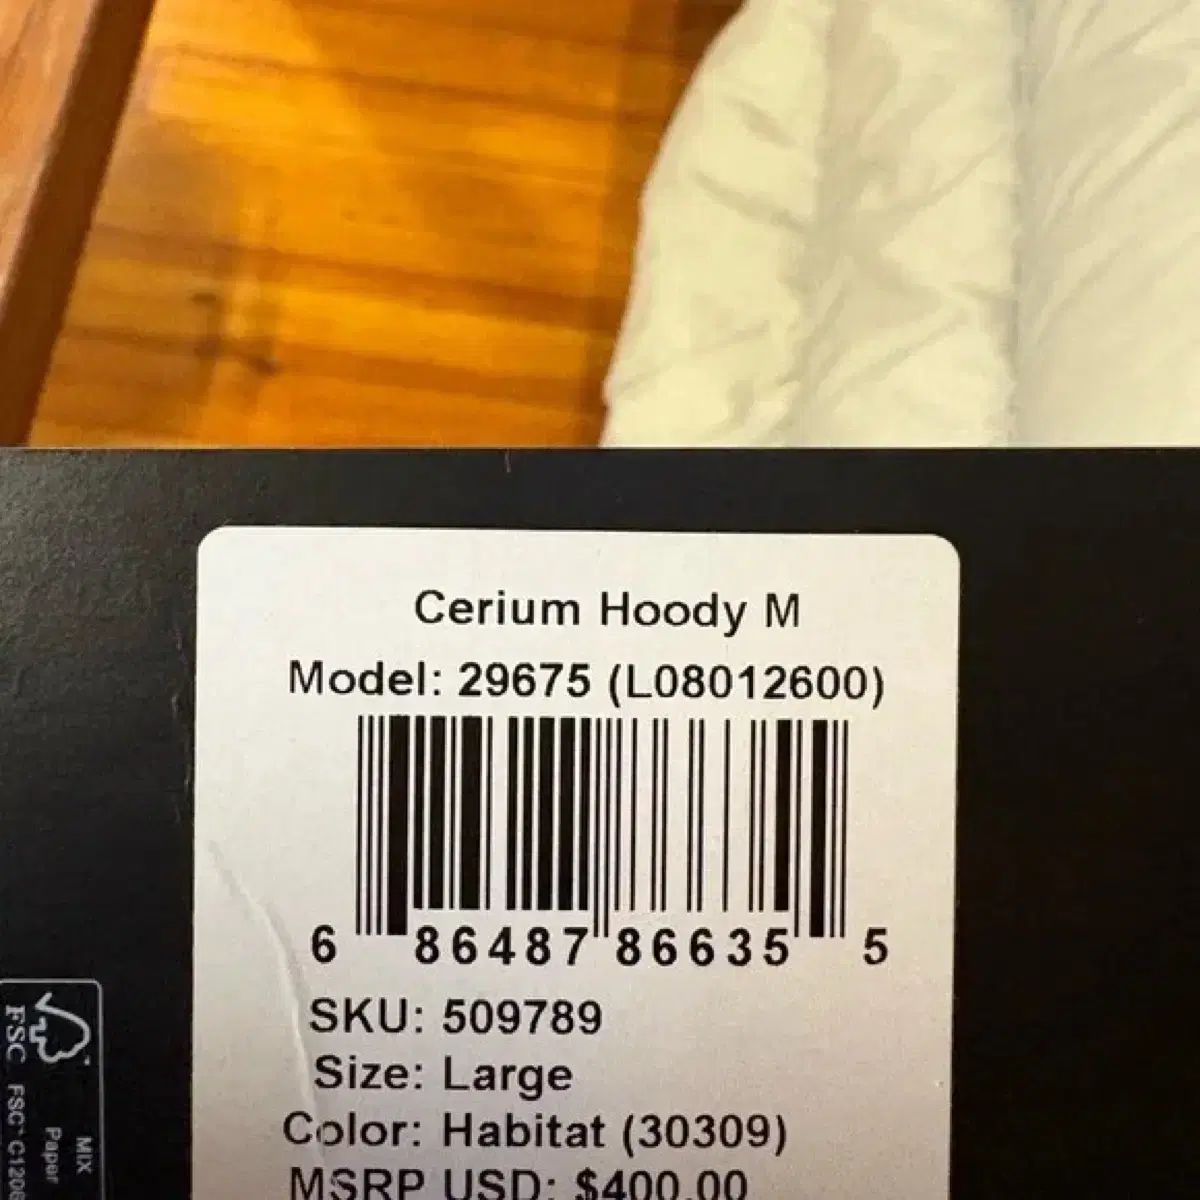 Cerium Hoody M
Model: 29675 (L08012600)
6 86487 86635 5
SKU: 509789
Size: Large
Color: Habitat (30309)
MSRP USD: $400.00
FSC
MIX
Paper